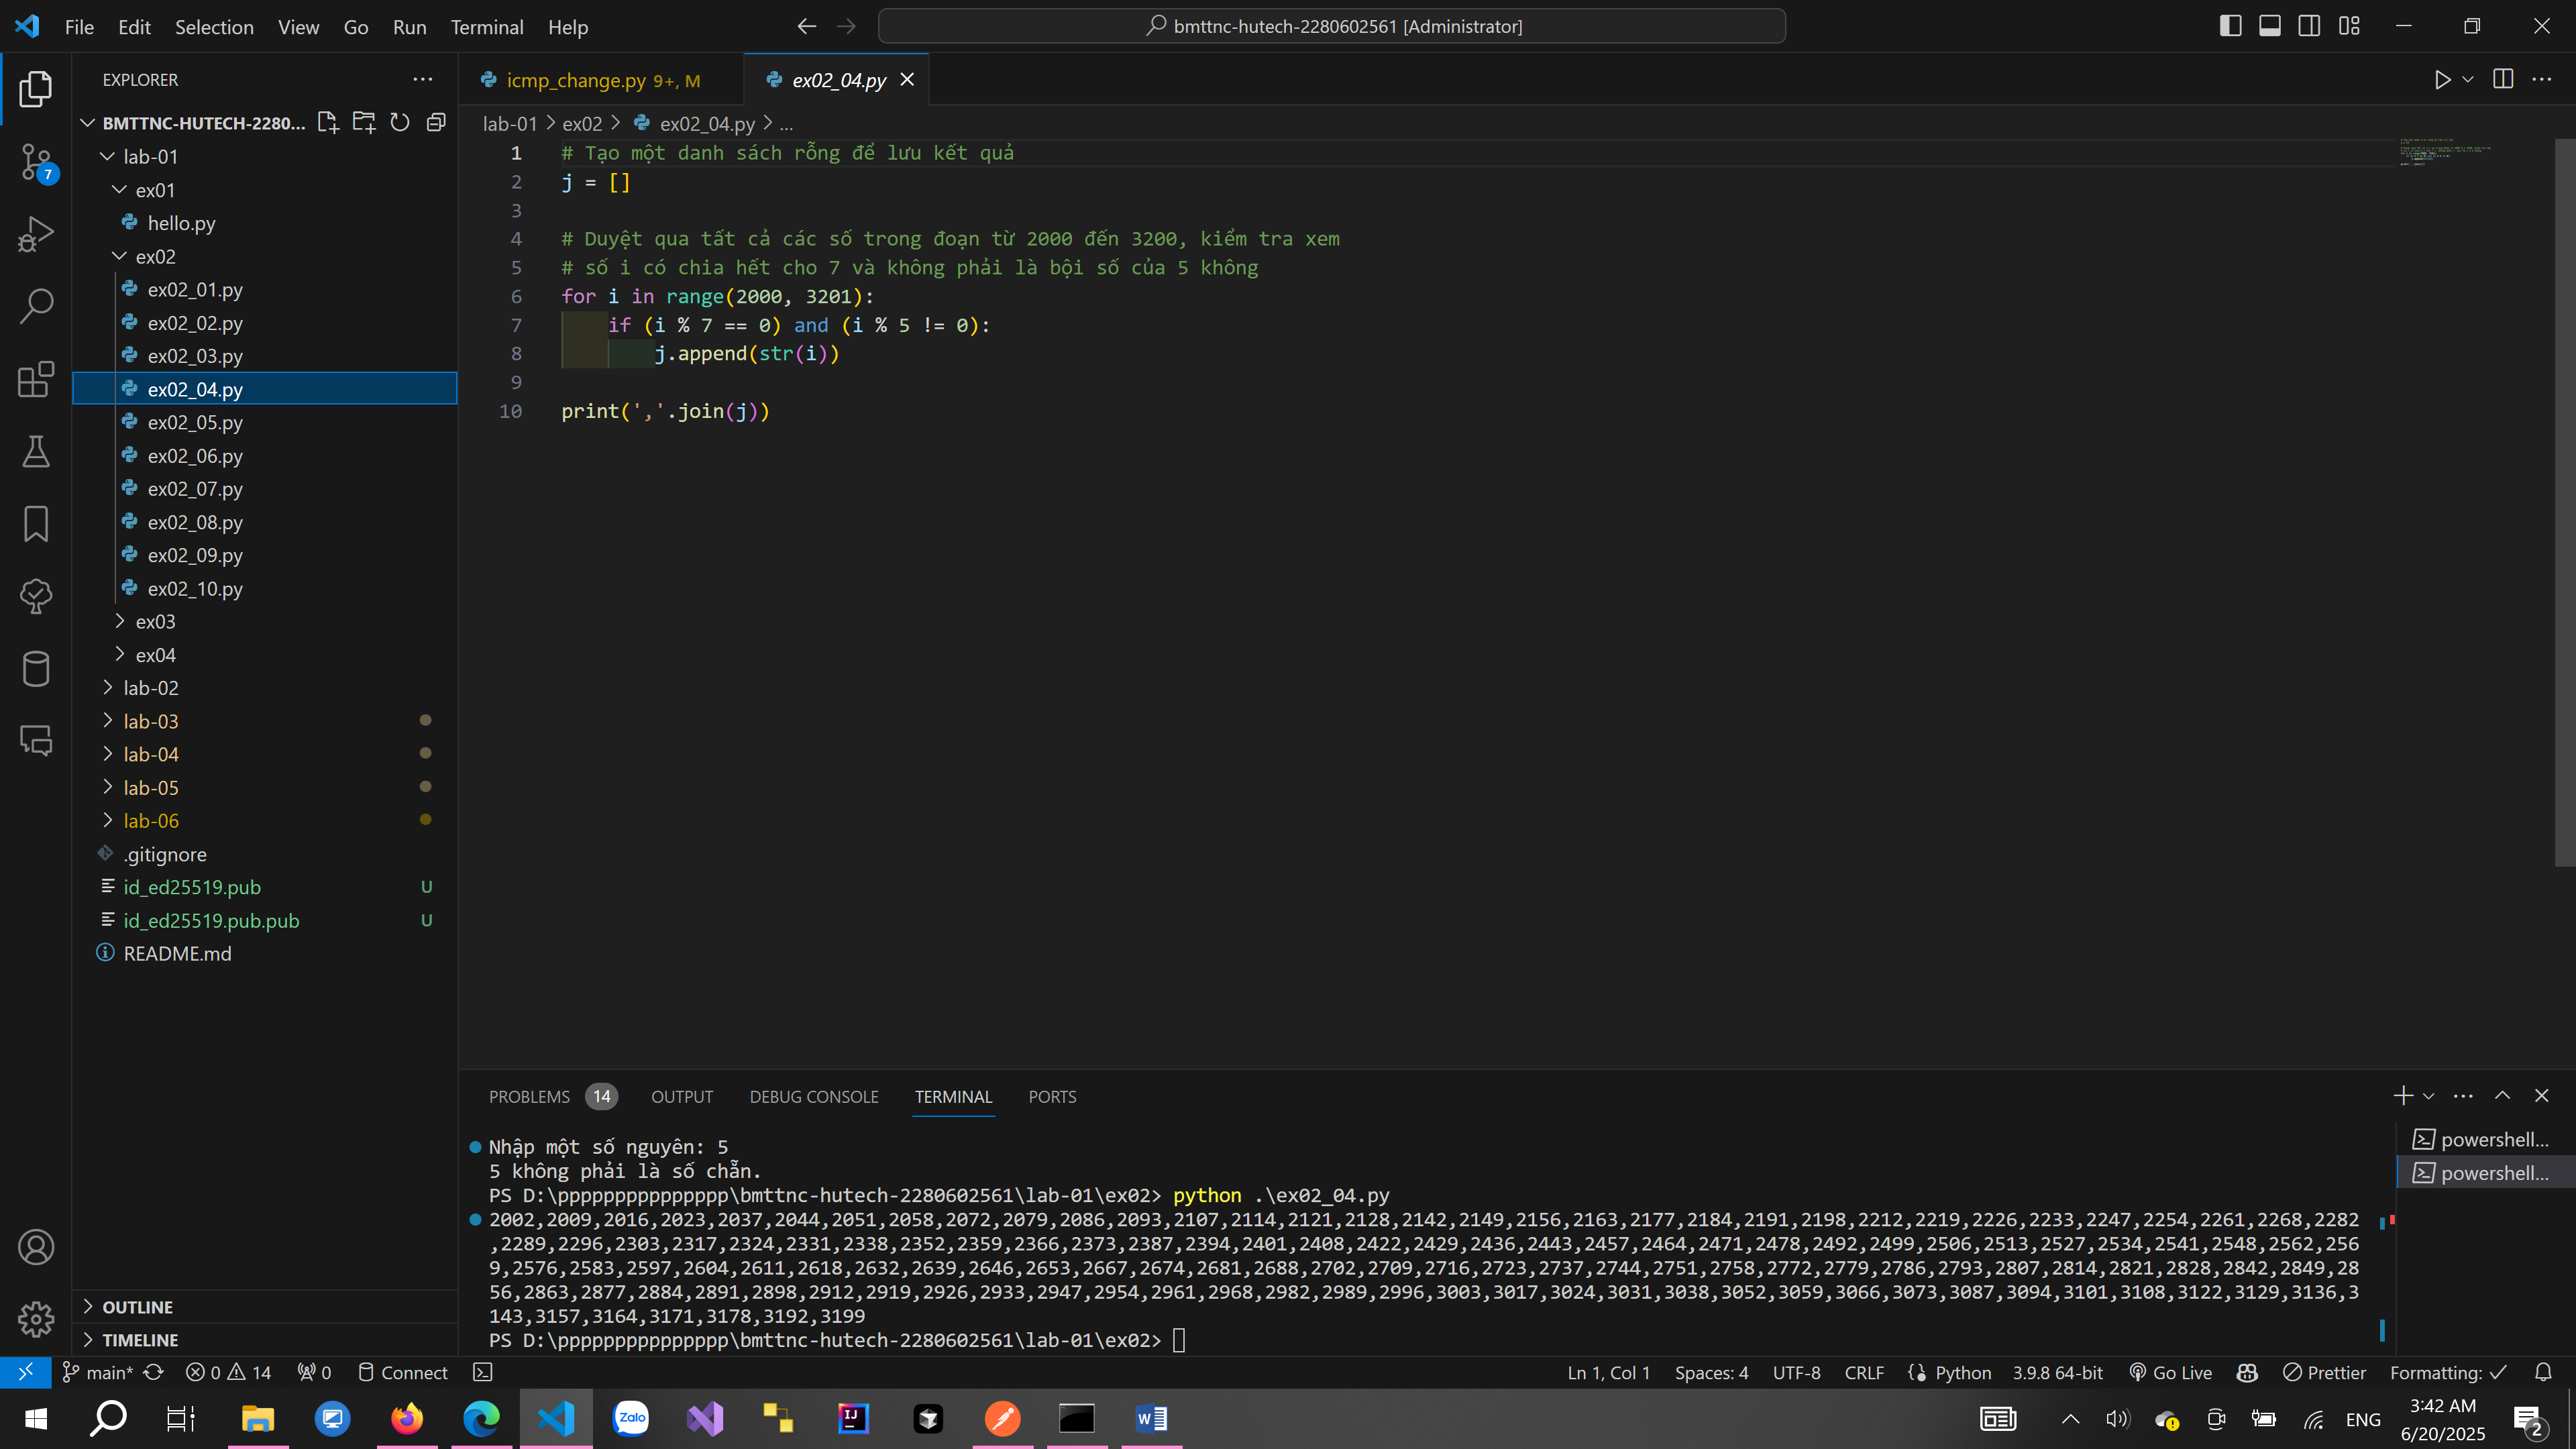 File Edit Selection View Go Run Terminal Help
bmttnc-hutech-2280602561 [Administrator]
EXPLORER
BMTTNC-HUTECH-2280...
lab-01
ex01
hello.py
ex02
ex02_01.py
ex02_02.py
ex02_03.py
ex02_04.py
ex02_05.py
ex02_06.py
ex02_07.py
ex02_08.py
ex02_09.py
ex02_10.py
ex03
ex04
lab-02
lab-03
lab-04
lab-05
lab-06
.gitignore
id_ed25519.pub U
id_ed25519.pub.pub U
README.md
OUTLINE
TIMELINE
7
icmp_change.py 9+, M
ex02_04.py
lab-01 > ex02 > ex02_04.py > ...
1 # Tạo một danh sách rỗng để lưu kết quả
2 j = []
3
4 # Duyệt qua tất cả các số trong đoạn từ 2000 đến 3200, kiểm tra xem
5 # số i có chia hết cho 7 và không phải là bội số của 5 không
6 for i in range(2000, 3201):
7 if (i % 7 == 0) and (i % 5 != 0):
8 j.append(str(i))
9
10 print(','.join(j))
PROBLEMS 14 OUTPUT DEBUG CONSOLE TERMINAL PORTS
Nhập một số nguyên: 5
5 không phải là số chẵn.
PS D:\ppppppppppppppp\bmttnc-hutech-2280602561\lab-01\ex02> python .\ex02_04.py
2002,2009,2016,2023,2037,2044,2051,2058,2072,2079,2086,2093,2107,2114,2121,2128,2142,2149,2156,2163,2177,2184,2191,2198,2212,2219,2226,2233,2247,2254,2261,2268,2282
,2289,2296,2303,2317,2324,2331,2338,2352,2359,2366,2373,2387,2394,2401,2408,2422,2429,2436,2443,2457,2464,2471,2478,2492,2499,2506,2513,2527,2534,2541,2548,2562,256
9,2576,2583,2597,2604,2611,2618,2632,2639,2646,2653,2667,2674,2681,2688,2702,2709,2716,2723,2737,2744,2751,2758,2772,2779,2786,2793,2807,2814,2821,2828,2842,2849,28
56,2863,2877,2884,2891,2898,2912,2919,2926,2933,2947,2954,2961,2968,2982,2989,2996,3003,3017,3024,3031,3038,3052,3059,3066,3073,3087,3094,3101,3108,3122,3129,3136,3
143,3157,3164,3171,3178,3192,3199
PS D:\ppppppppppppppp\bmttnc-hutech-2280602561\lab-01\ex02>
powershell...
powershell...
main* 0 14 0 Connect
Ln 1, Col 1 Spaces: 4 UTF-8 CRLF Python 3.9.8 64-bit Go Live Prettier Formatting:
Zalo
IJ
W
ENG
3:42 AM
6/20/2025
2